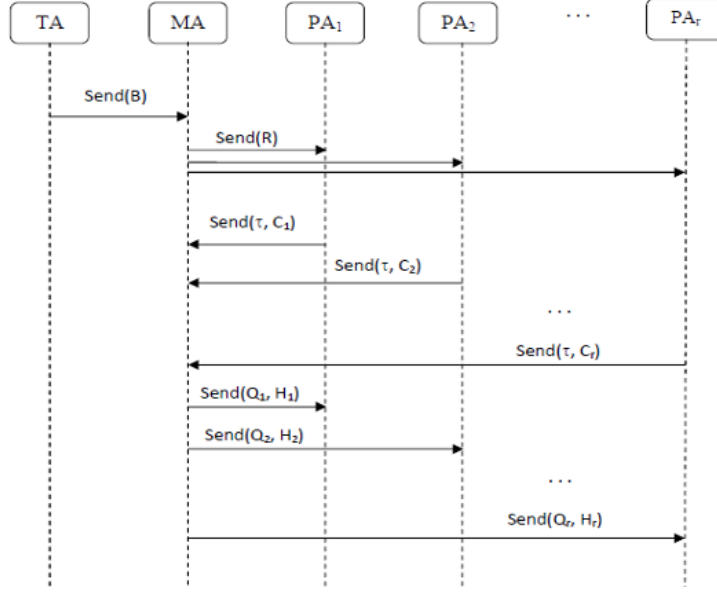 TA MA PA₁ PA₂ ... PAᵣ
Send(B)
Send(R)
Send(τ, C₁)
Send(τ, C₂)
...
Send(τ, Cᵣ)
Send(Q₁, H₁)
Send(Q₂, H₂)
...
Send(Qᵣ, Hᵣ)